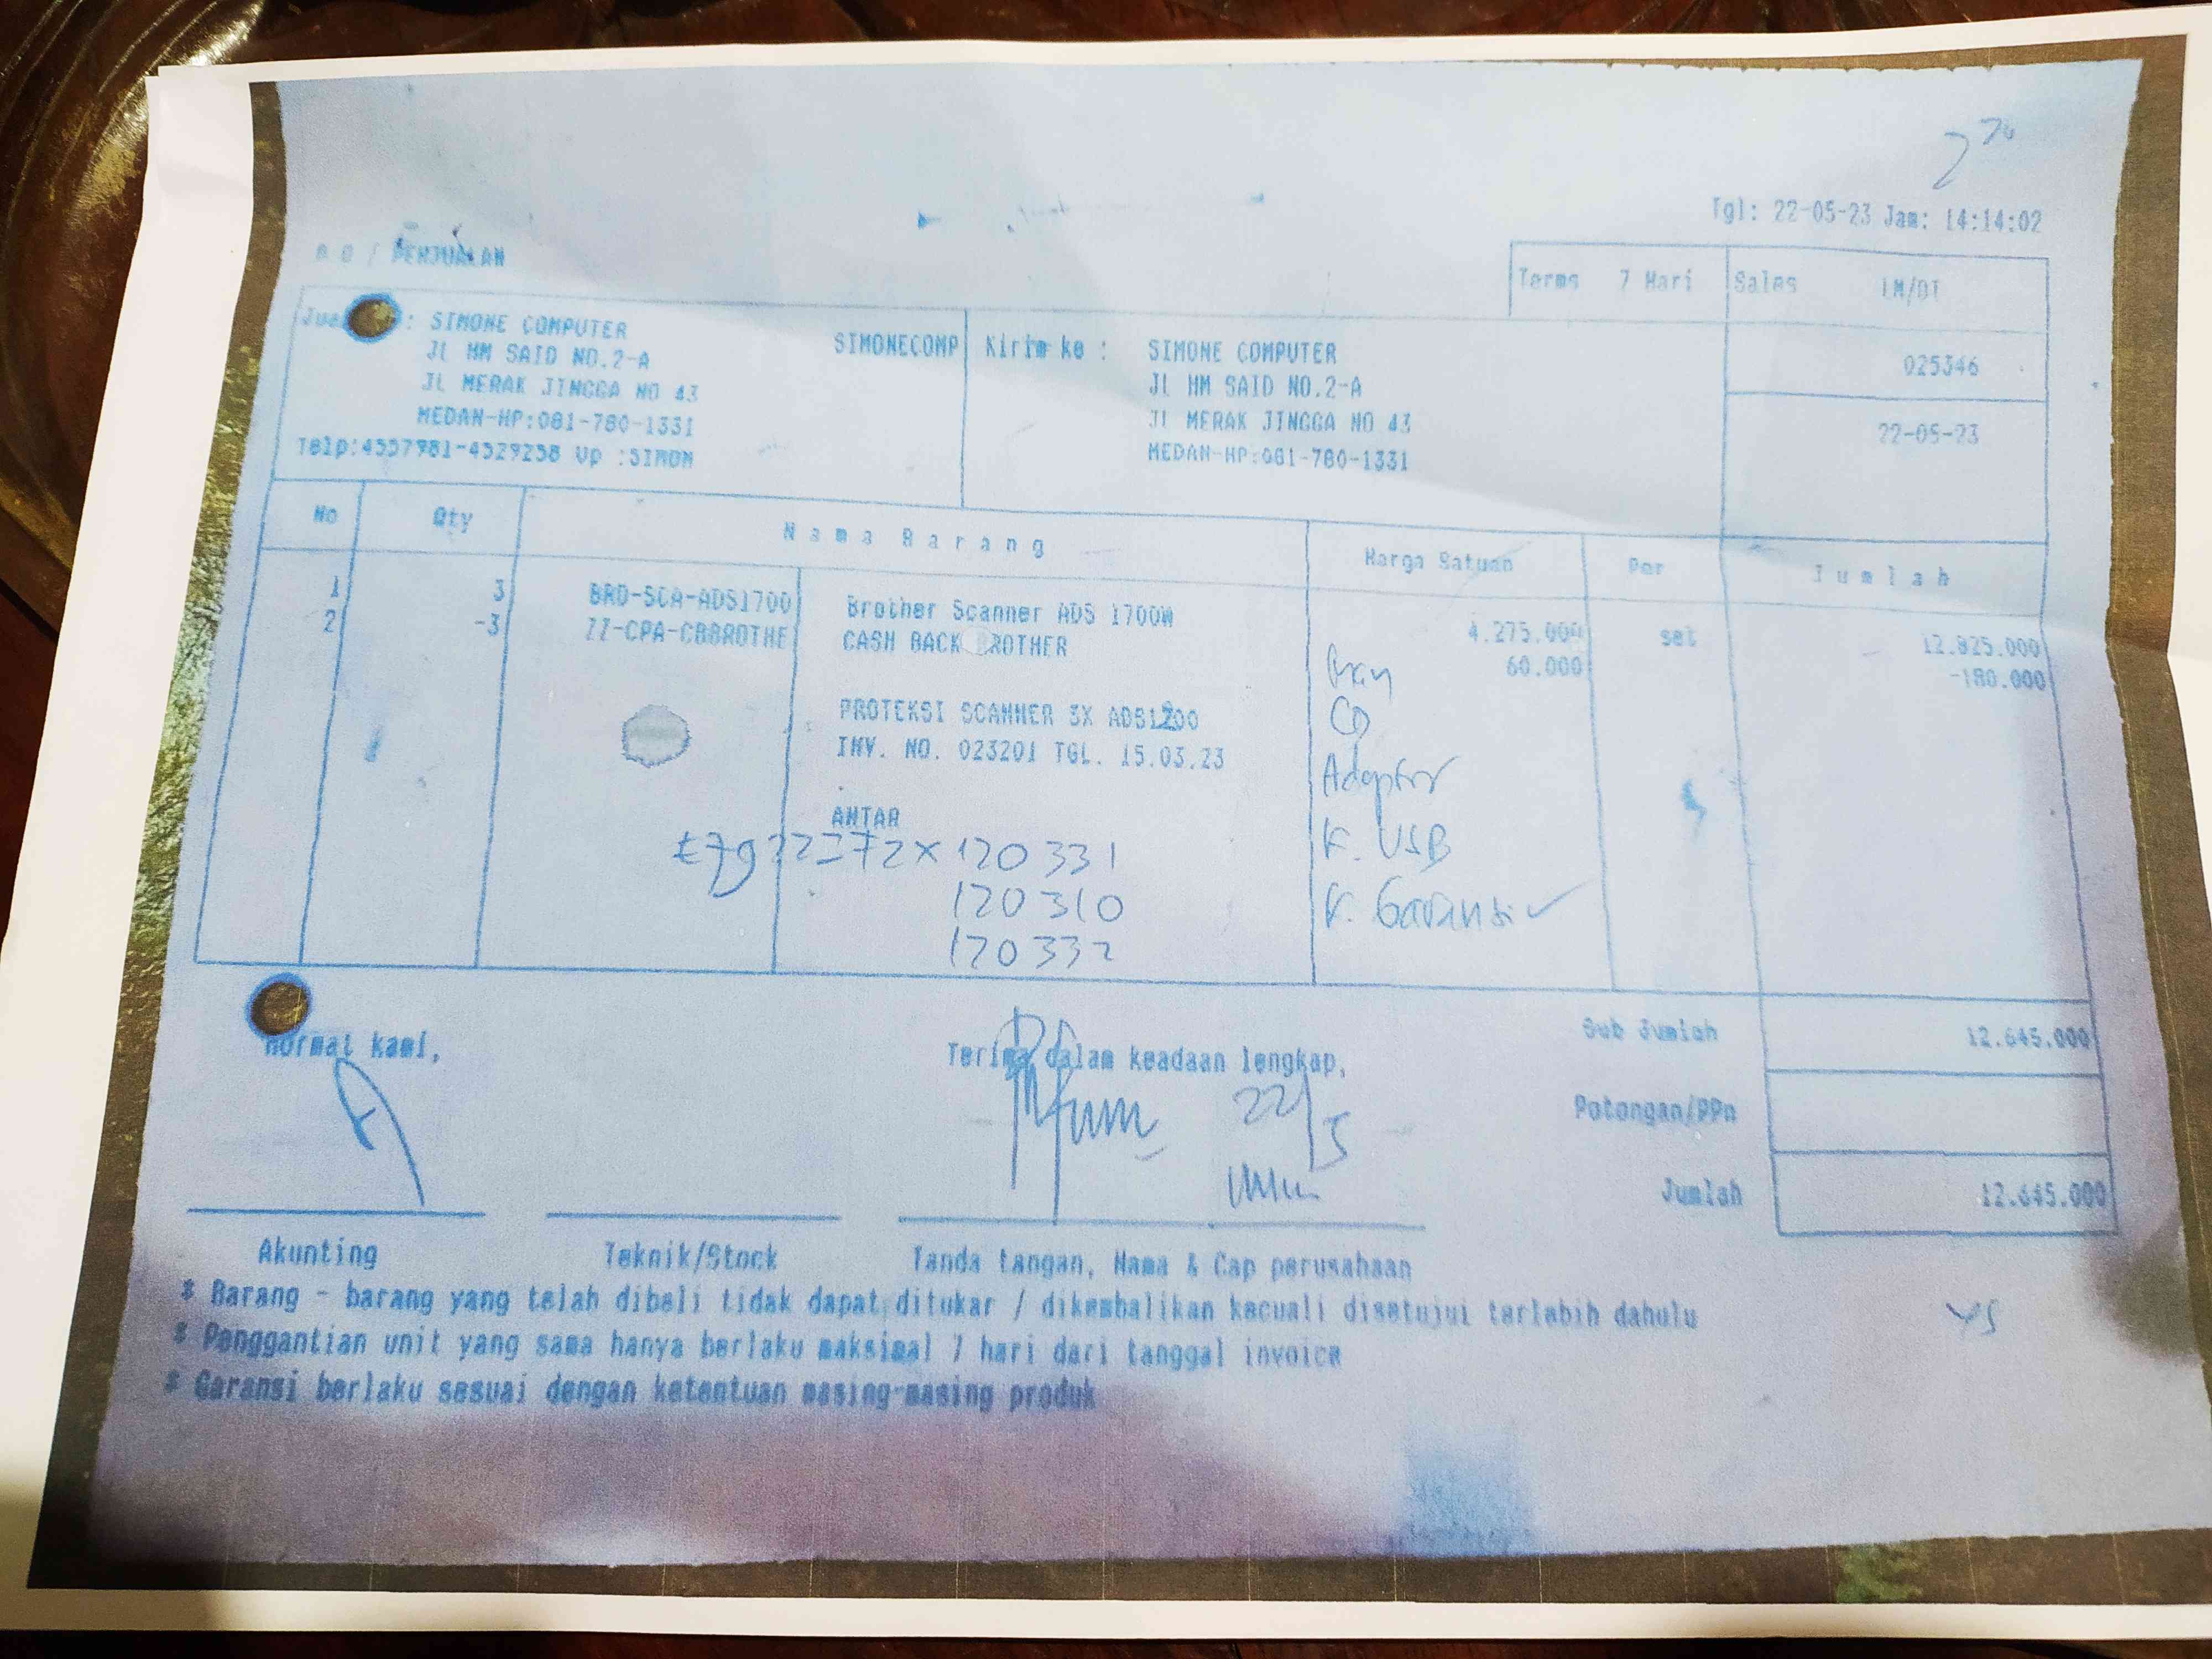 Tgl: 22-05-23 Jam: 14:14:02
/ PENJUALAN
Terms 7 Hari
Sales LM/DT
: SIMONE COMPUTER SIMONECOMP
JL HM SAID NO.2-A
JL MERAK JINGGA NO 43
MEDAN-HP:081-780-1331
Telp:4557981-4529258 Up :SIMON
Kirim ke : SIMONE COMPUTER
JL HM SAID NO.2-A
JL MERAK JINGGA NO 43
MEDAN-HP:081-780-1331
025346
22-05-23
No Qty Nama Barang Harga Satuan Per Jumlah
1 3 BRO-SCA-ADS1700 Brother Scanner ADS 1700W 4.275.000 set 12.825.000
2 -3 ZZ-CPA-CBBROTHE CASH BACK BROTHER 60.000 -180.000
PROTEKSI SCANNER 3X ADS1200
INV. NO. 023201 TGL. 15.03.23
ANTAR
120331
120310
120332
CD
Adaptor
K. USB
K. Garansi ✓
Hormat kami,
Terima dalam keadaan lengkap,
22/5
Sub Jumlah 12.645.000
Potongan/PPn
Jumlah 12.645.000
Akunting
Teknik/Stock
Tanda tangan, Nama & Cap perusahaan
* Barang - barang yang telah dibeli tidak dapat ditukar / dikembalikan kecuali disetujui terlebih dahulu
* Penggantian unit yang sama hanya berlaku maksimal 7 hari dari tanggal invoice
* Garansi berlaku sesuai dengan ketentuan masing-masing produk